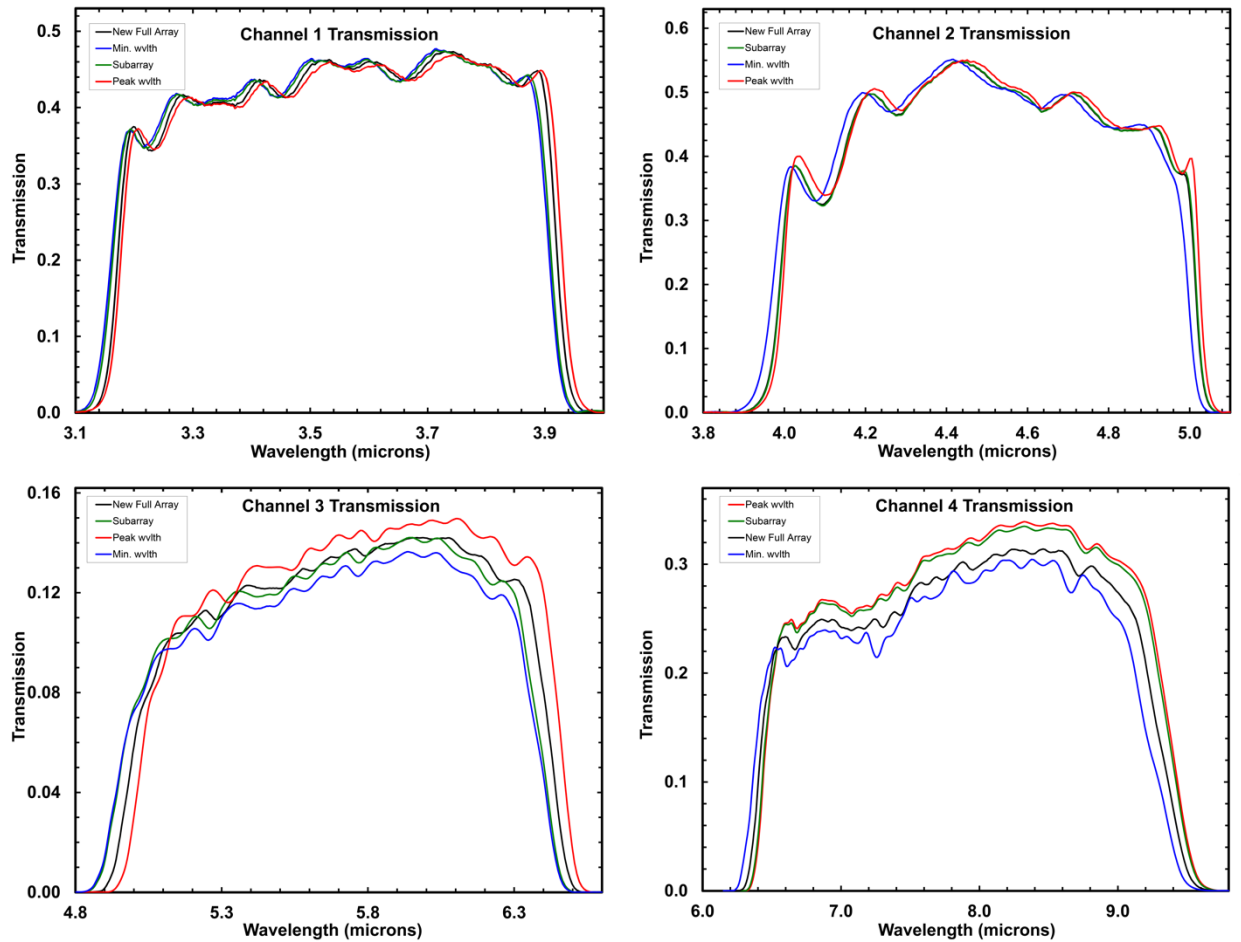 Channel 1 Transmission
New Full Array
Min. wvlth
Subarray
Peak wvlth
0.5
0.4
0.3
0.2
0.1
0.0
Transmission
3.1 3.3 3.5 3.7 3.9
Wavelength (microns)
Channel 2 Transmission
New Full Array
Subarray
Min. wvlth
Peak wvlth
0.6
0.5
0.4
0.3
0.2
0.1
0.0
Transmission
3.8 4.0 4.2 4.4 4.6 4.8 5.0
Wavelength (microns)
Channel 3 Transmission
New Full Array
Subarray
Peak wvlth
Min. wvlth
0.16
0.12
0.08
0.04
0.00
Transmission
4.8 5.3 5.8 6.3
Wavelength (microns)
Channel 4 Transmission
Peak wvlth
Subarray
New Full Array
Min. wvlth
0.3
0.2
0.1
0.0
Transmission
6.0 7.0 8.0 9.0
Wavelength (microns)